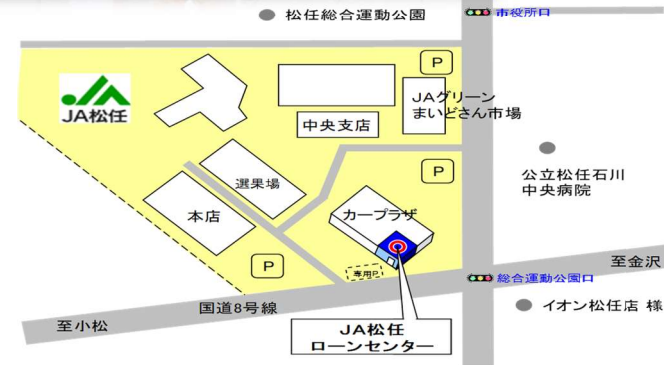 松任総合運動公園
市役所口
P
JA松任
JAグリーン
まいどさん市場
中央支店
P
公立松任石川
中央病院
選果場
本店
カープラザ
P
専用P
至金沢
総合運動公園口
国道8号線
イオン松任店 様
至小松
JA松任
ローンセンター